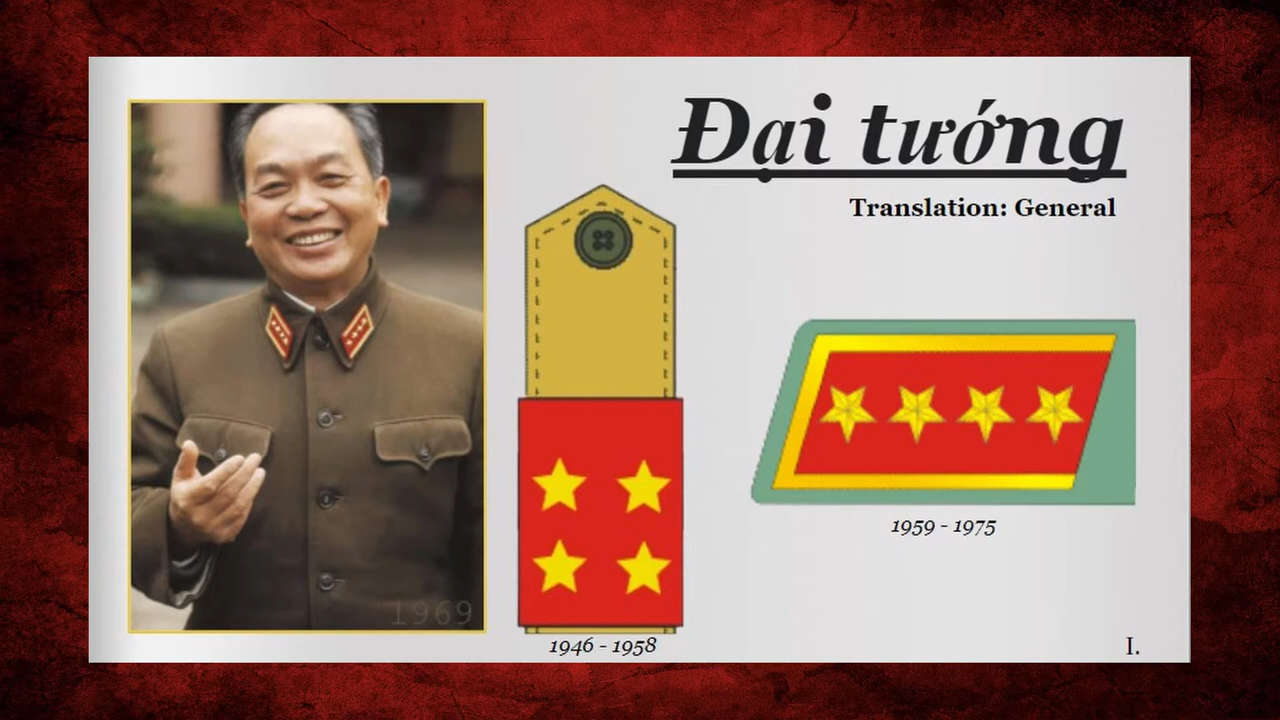 Đại tướng
Translation: General
1969
1946 - 1958
1959 - 1975
I.